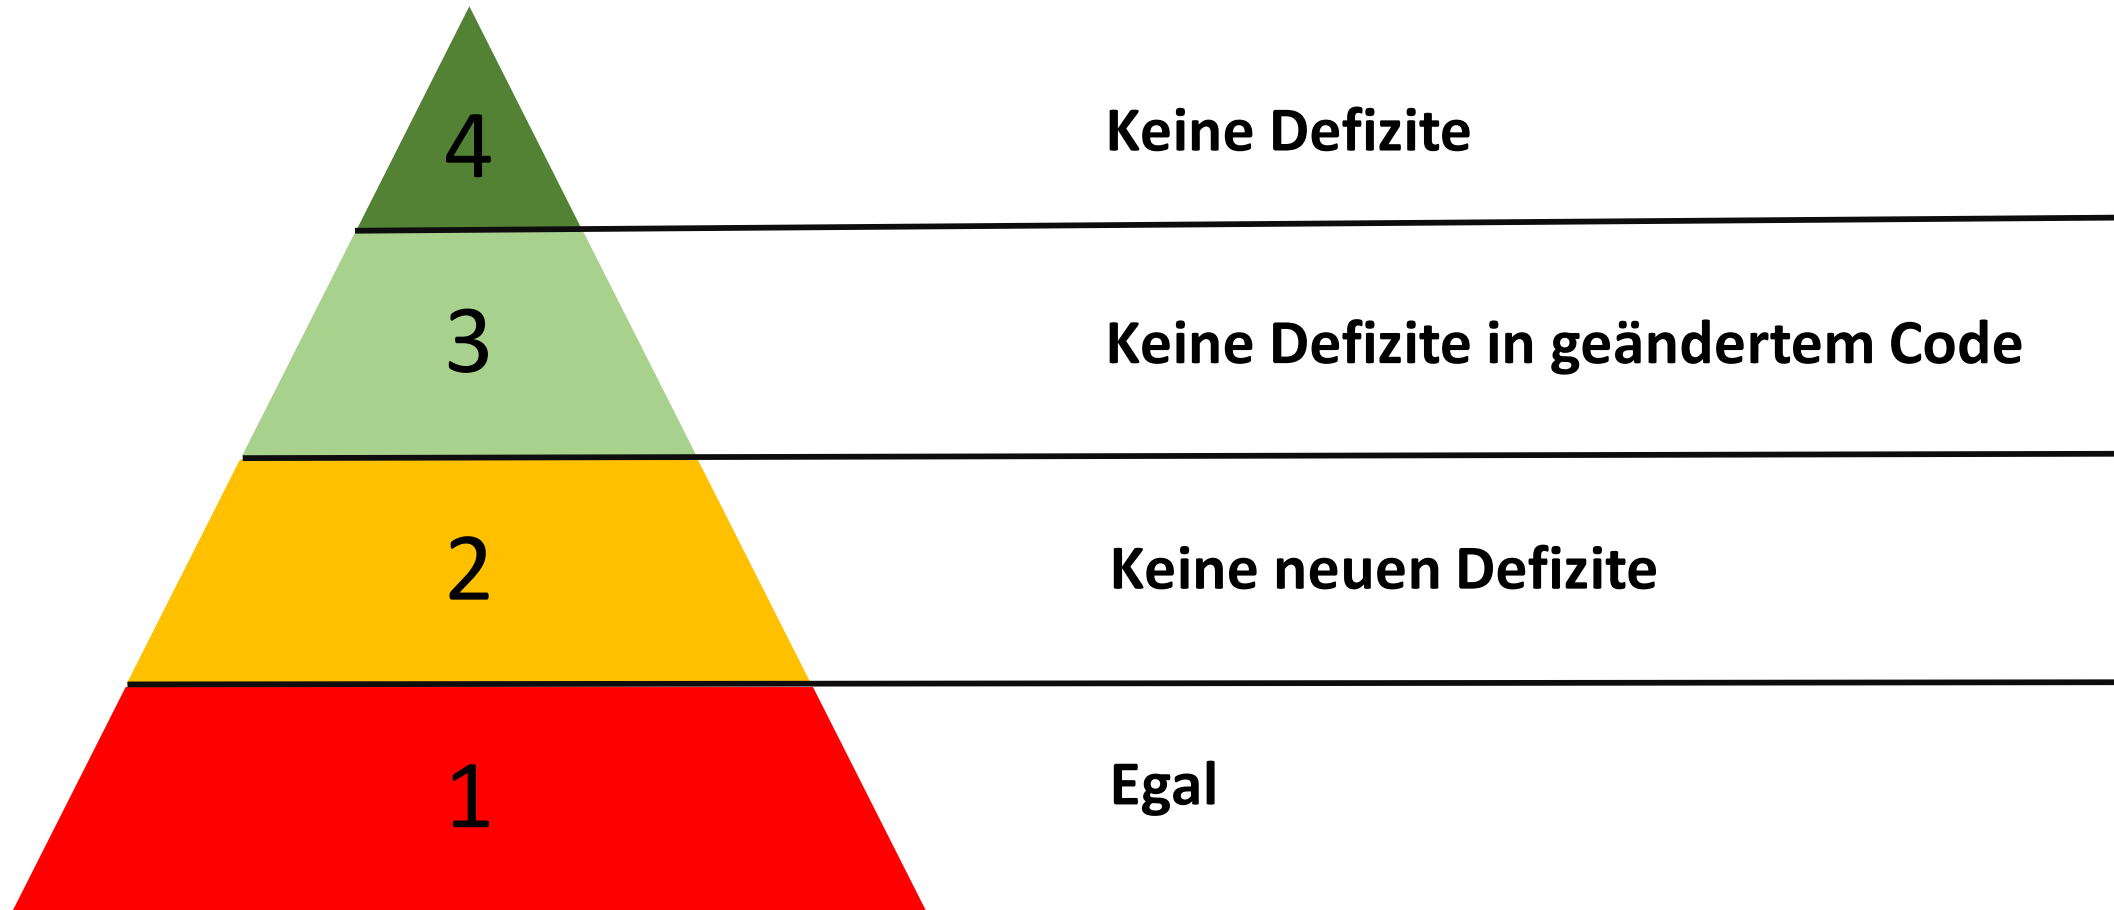 4
Keine Defizite
3
Keine Defizite in geändertem Code
2
Keine neuen Defizite
1
Egal